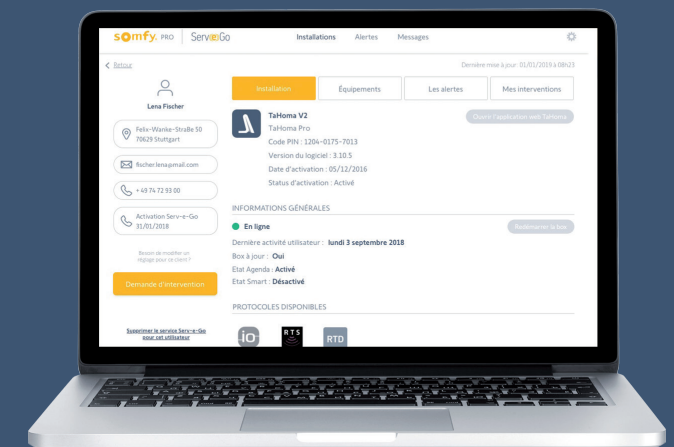 somfy. PRO Serv-e-Go
Installations Alertes Messages
Retour
Dernière mise à jour: 01/01/2019 à 08h23
Lena Fischer
Felix-Wanke-Straße 50
70629 Stuttgart
fischer.lena@mail.com
+ 49 74 72 93 00
Activation Serv-e-Go
31/01/2018
Besoin de modifier un
réglage pour ce client ?
Demande d'intervention
Supprimer le service Serv-e-Go
pour cet utilisateur
Installation Équipements Les alertes Mes interventions
TaHoma V2
Ouvrir l'application web TaHoma
TaHoma Pro
Code PIN : 1204-0175-7013
Version du logiciel : 3.10.5
Date d'activation : 05/12/2016
Status d'activation : Activé
INFORMATIONS GÉNÉRALES
En ligne
Redémarrer la box
Dernière activité utilisateur : lundi 3 septembre 2018
Box à jour : Oui
Etat Agenda : Activé
Etat Smart : Désactivé
PROTOCOLES DISPONIBLES
io
RTS
RTD